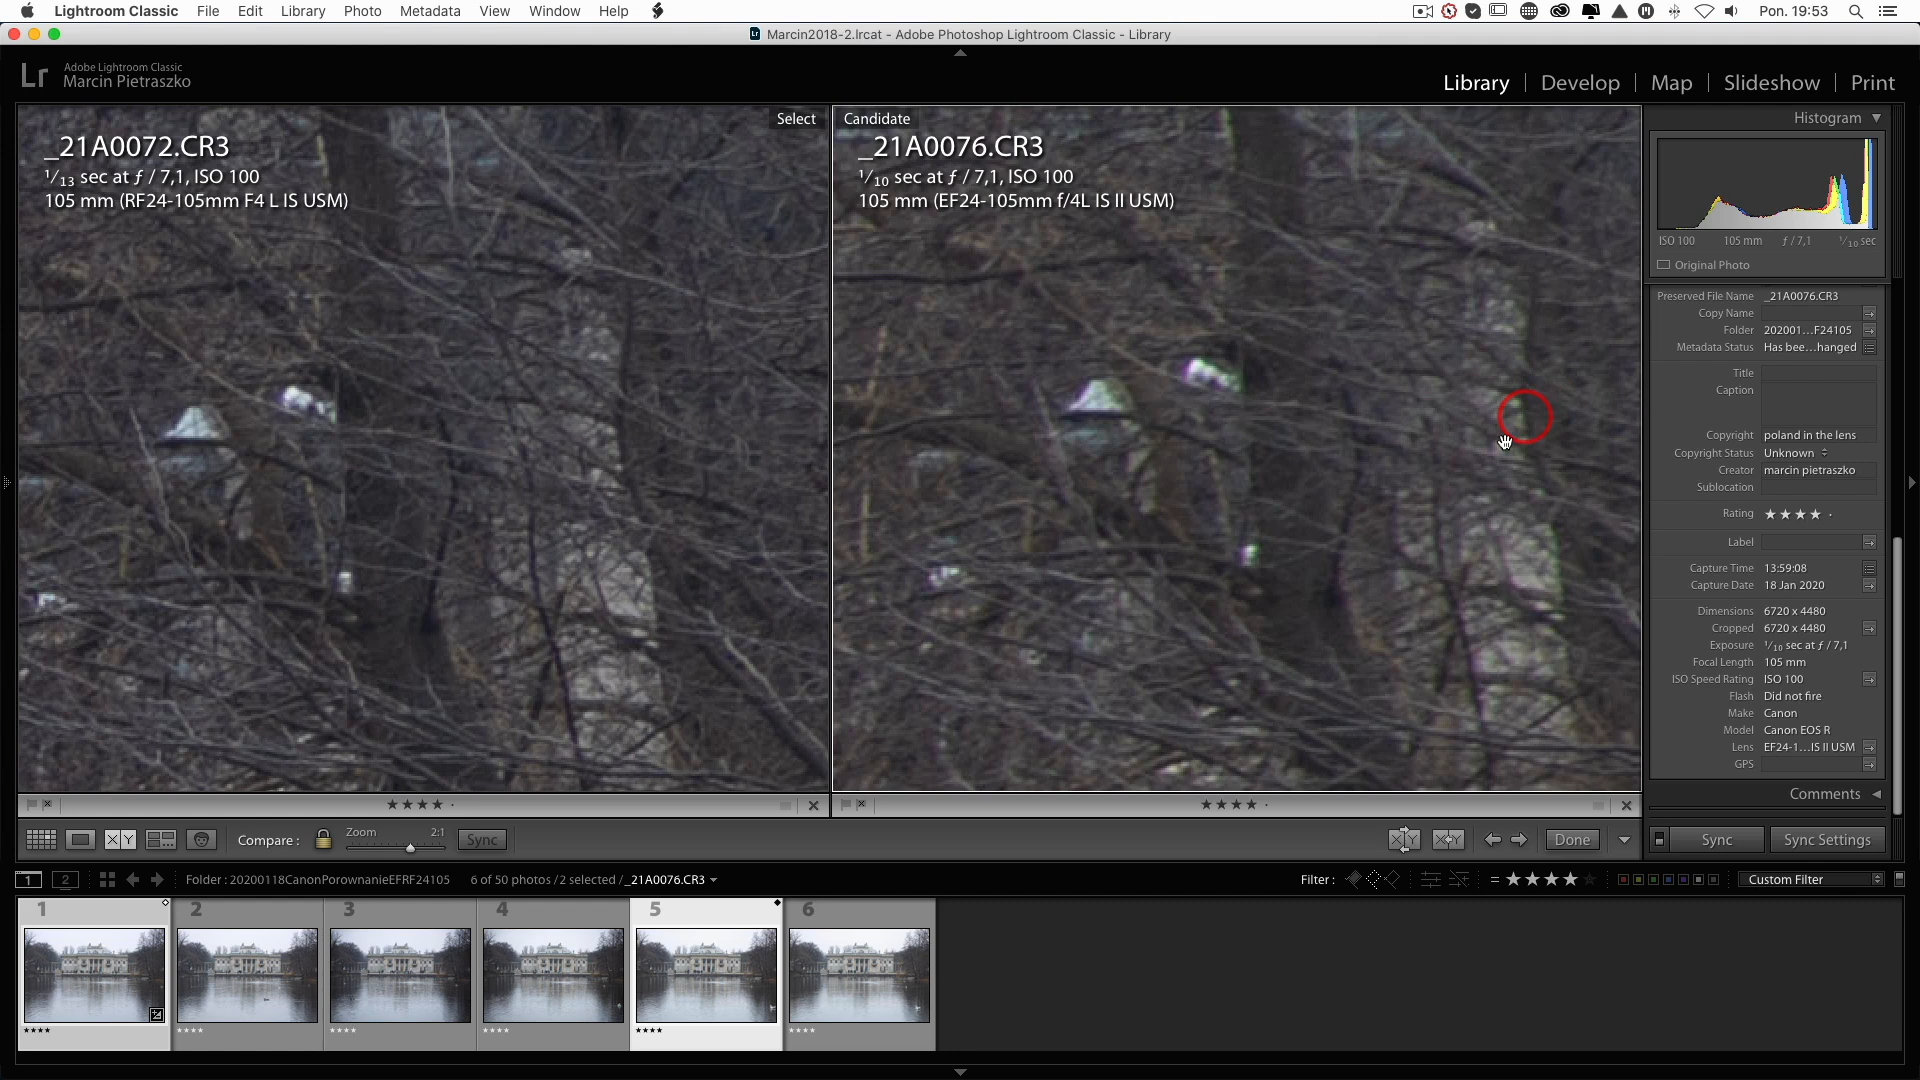 Lightroom Classic File Edit Library Photo Metadata View Window Help Pon. 19:53
Marcin2018-2.lrcat - Adobe Photoshop Lightroom Classic - Library
Lr Adobe Lightroom Classic
Marcin Pietraszko
Library Develop Map Slideshow Print
Select
_21A0072.CR3
1/13 sec at ƒ / 7,1, ISO 100
105 mm (RF24-105mm F4 L IS USM)
Candidate
_21A0076.CR3
1/10 sec at ƒ / 7,1, ISO 100
105 mm (EF24-105mm f/4L IS II USM)
Histogram
ISO 100 105 mm ƒ / 7,1 1/10 sec
Original Photo
Preserved File Name _21A0076.CR3
Copy Name
Folder 202001…F24105
Metadata Status Has bee…hanged
Title
Caption
Copyright poland in the lens
Copyright Status Unknown
Creator marcin pietraszko
Sublocation
Rating ★★★★ ·
Label
Capture Time 13:59:08
Capture Date 18 Jan 2020
Dimensions 6720 x 4480
Cropped 6720 x 4480
Exposure 1/10 sec at ƒ / 7,1
Focal Length 105 mm
ISO Speed Rating ISO 100
Flash Did not fire
Make Canon
Model Canon EOS R
Lens EF24-1…IS II USM
GPS
Comments
Compare : Zoom 2:1 Sync
X Y
Done
Sync Sync Settings
1 2 Folder : 20200118CanonPorownanieEFRF24105 6 of 50 photos / 2 selected / _21A0076.CR3
Filter : = ★★★★ Custom Filter
1 2 3 4 5 6